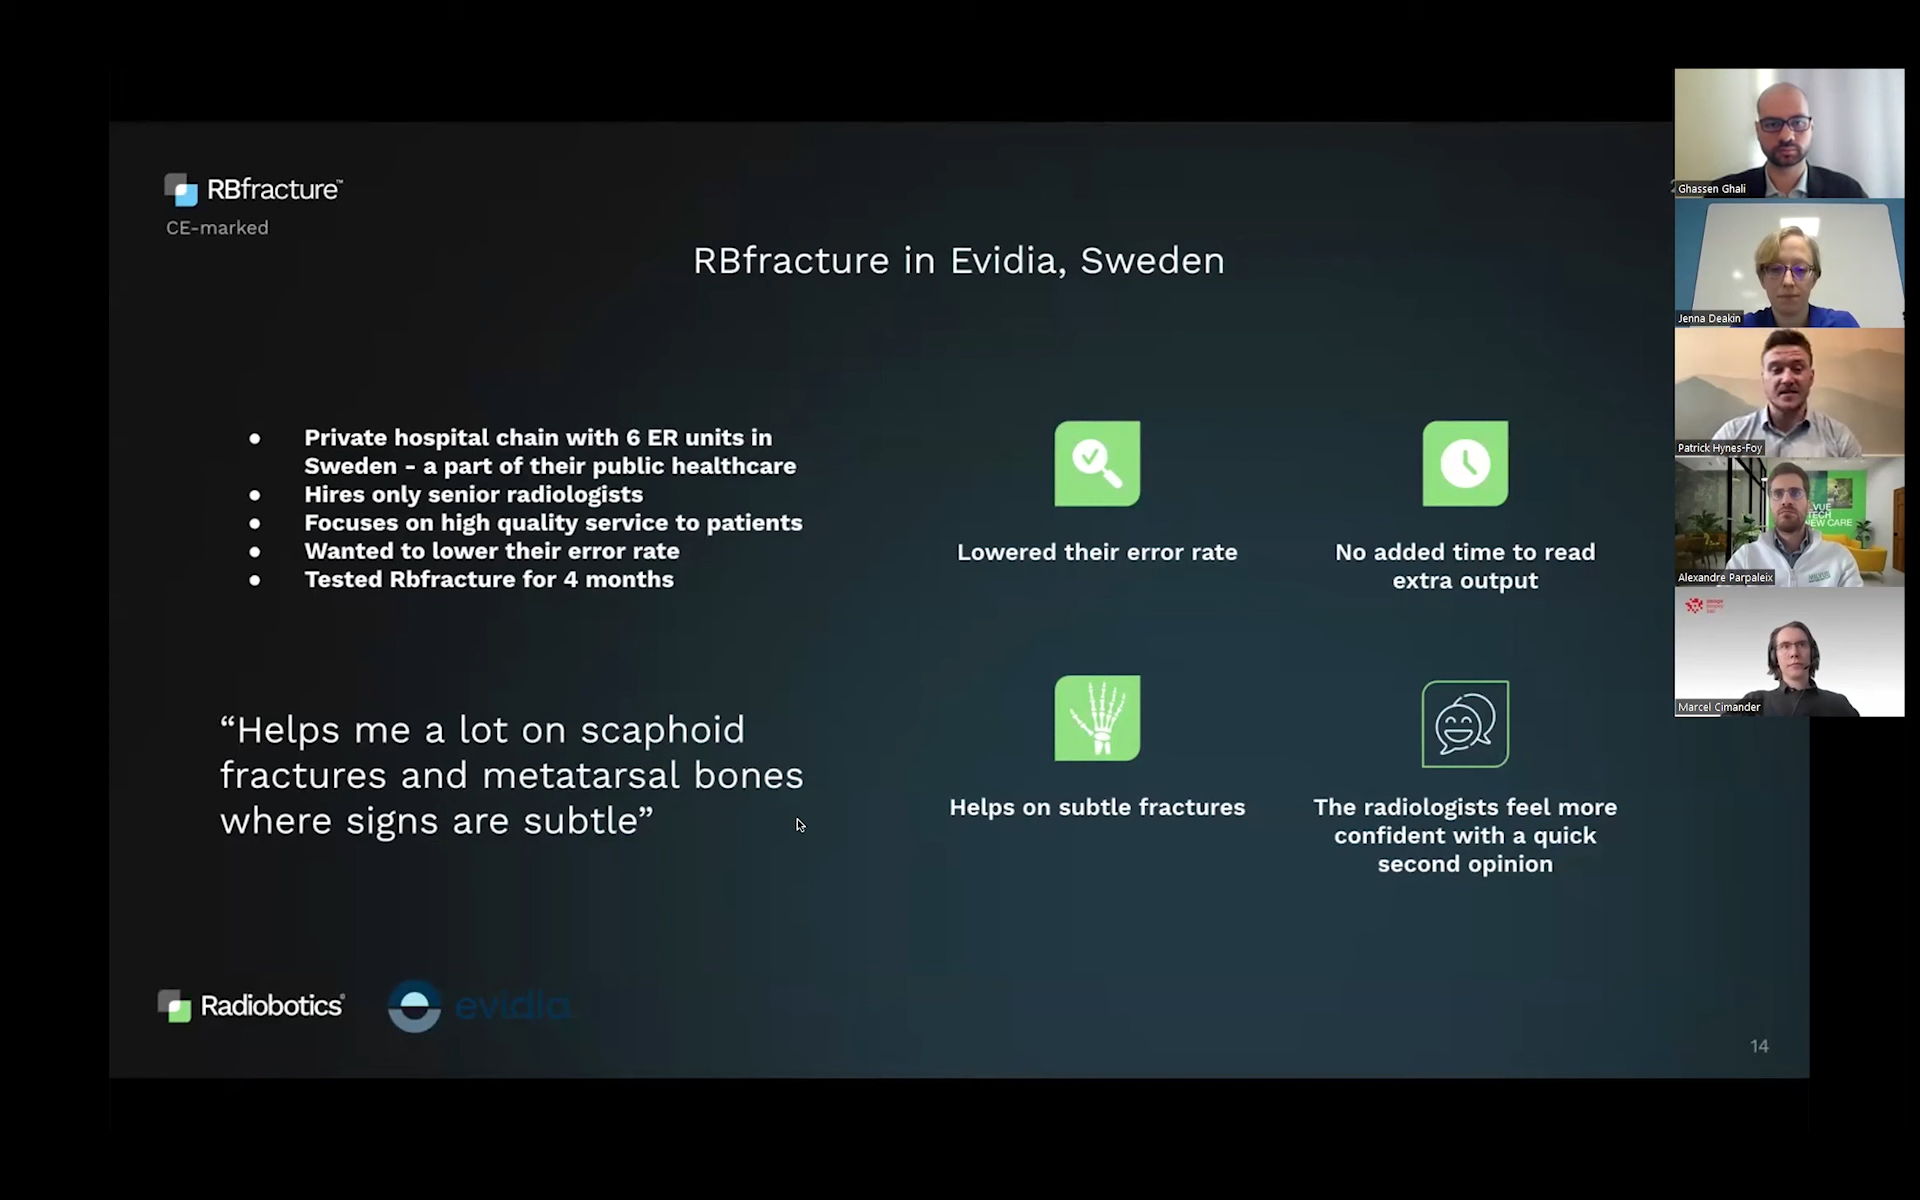 RBfracture™
CE-marked
RBfracture in Evidia, Sweden
● Private hospital chain with 6 ER units in
Sweden - a part of their public healthcare
● Hires only senior radiologists
● Focuses on high quality service to patients
● Wanted to lower their error rate
● Tested Rbfracture for 4 months
“Helps me a lot on scaphoid
fractures and metatarsal bones
where signs are subtle”
Lowered their error rate
No added time to read
extra output
Helps on subtle fractures
The radiologists feel more
confident with a quick
second opinion
Radiobotics®
evidia
14
Ghassen Ghali
Jenna Deakin
Patrick Hynes-Foy
VUE
TECH
EW CARE
Alexandre Parpaleix
Marcel Cimander